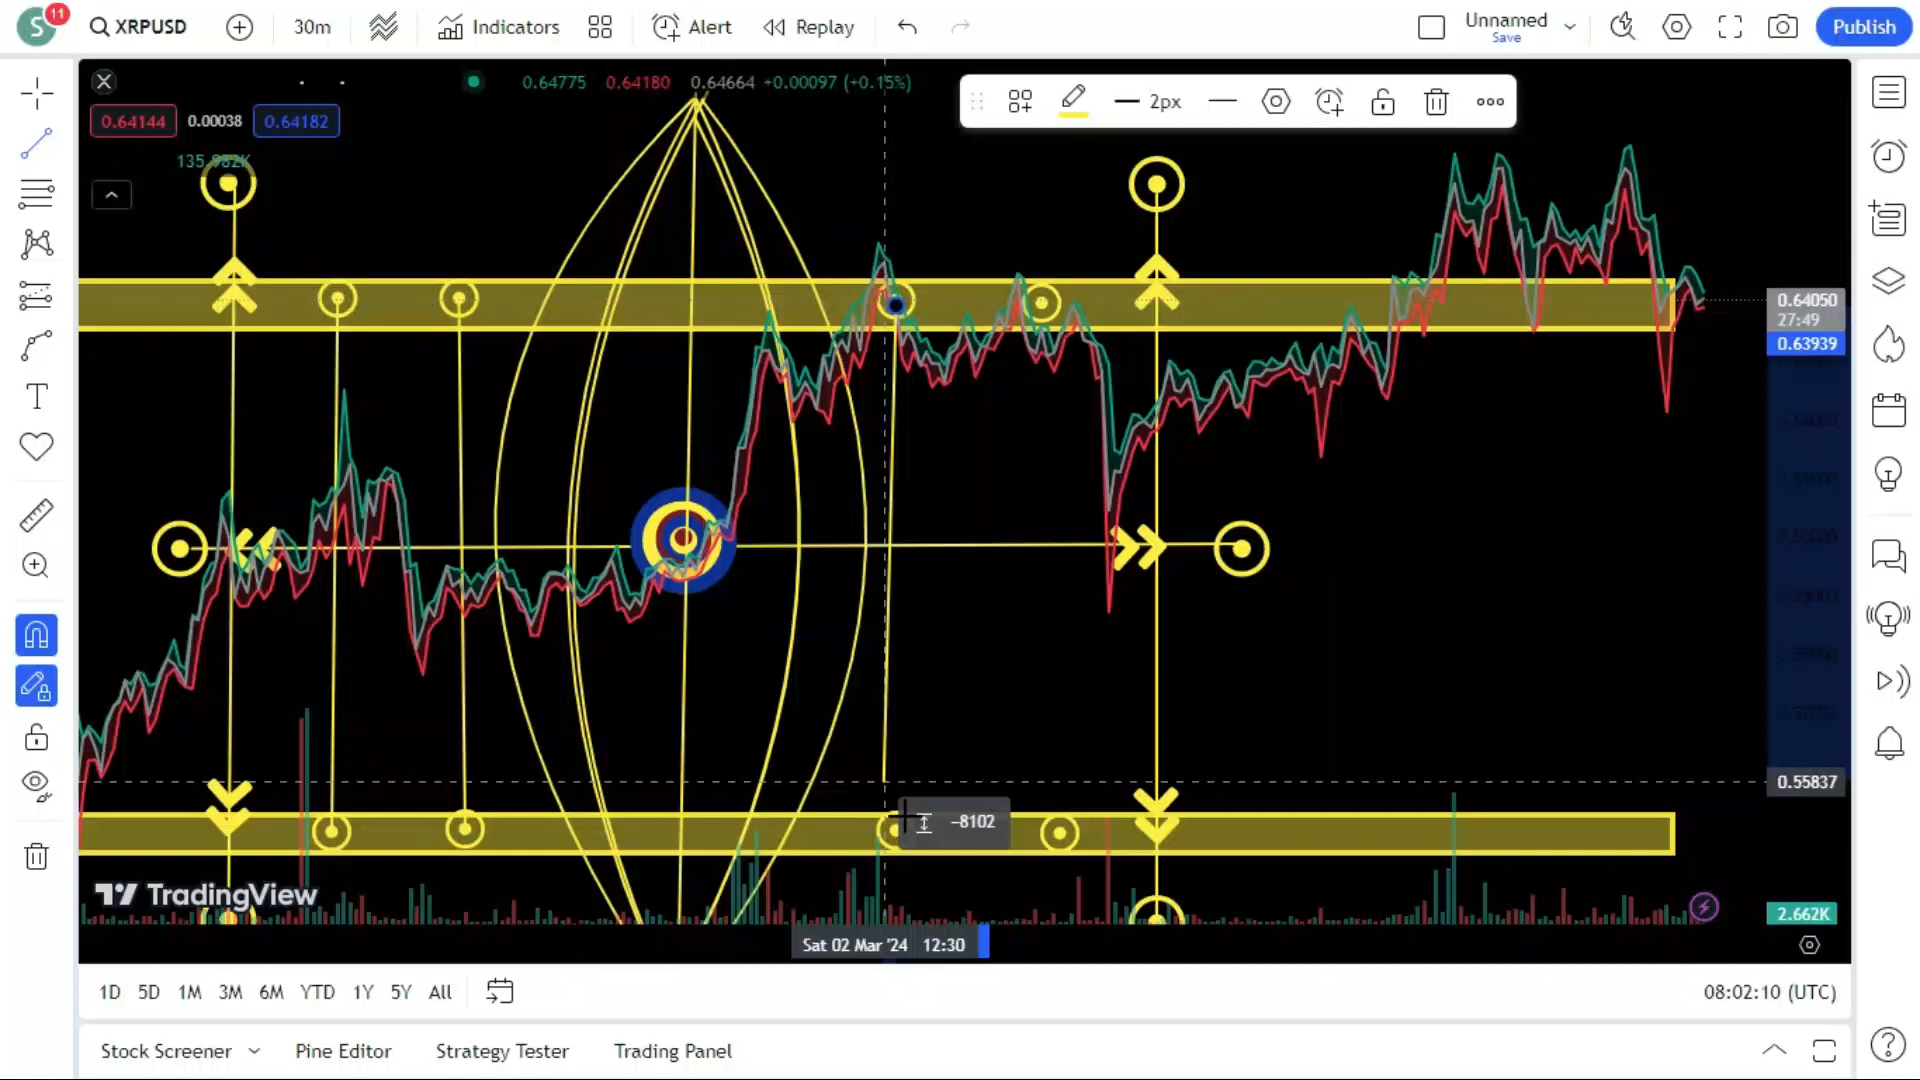 S
11
XRPUSD
30m
Indicators
Alert
Replay
Unnamed
Save
Publish
0.64775 0.64180 0.64664 +0.00097 (+0.15%)
0.64144 0.00038 0.64182
135.982K
2px
0.64050
27:49
0.63939
0.55837
−8102
TradingView
2.662K
Sat 02 Mar '24 12:30
1D 5D 1M 3M 6M YTD 1Y 5Y All
08:02:10 (UTC)
Stock Screener
Pine Editor
Strategy Tester
Trading Panel